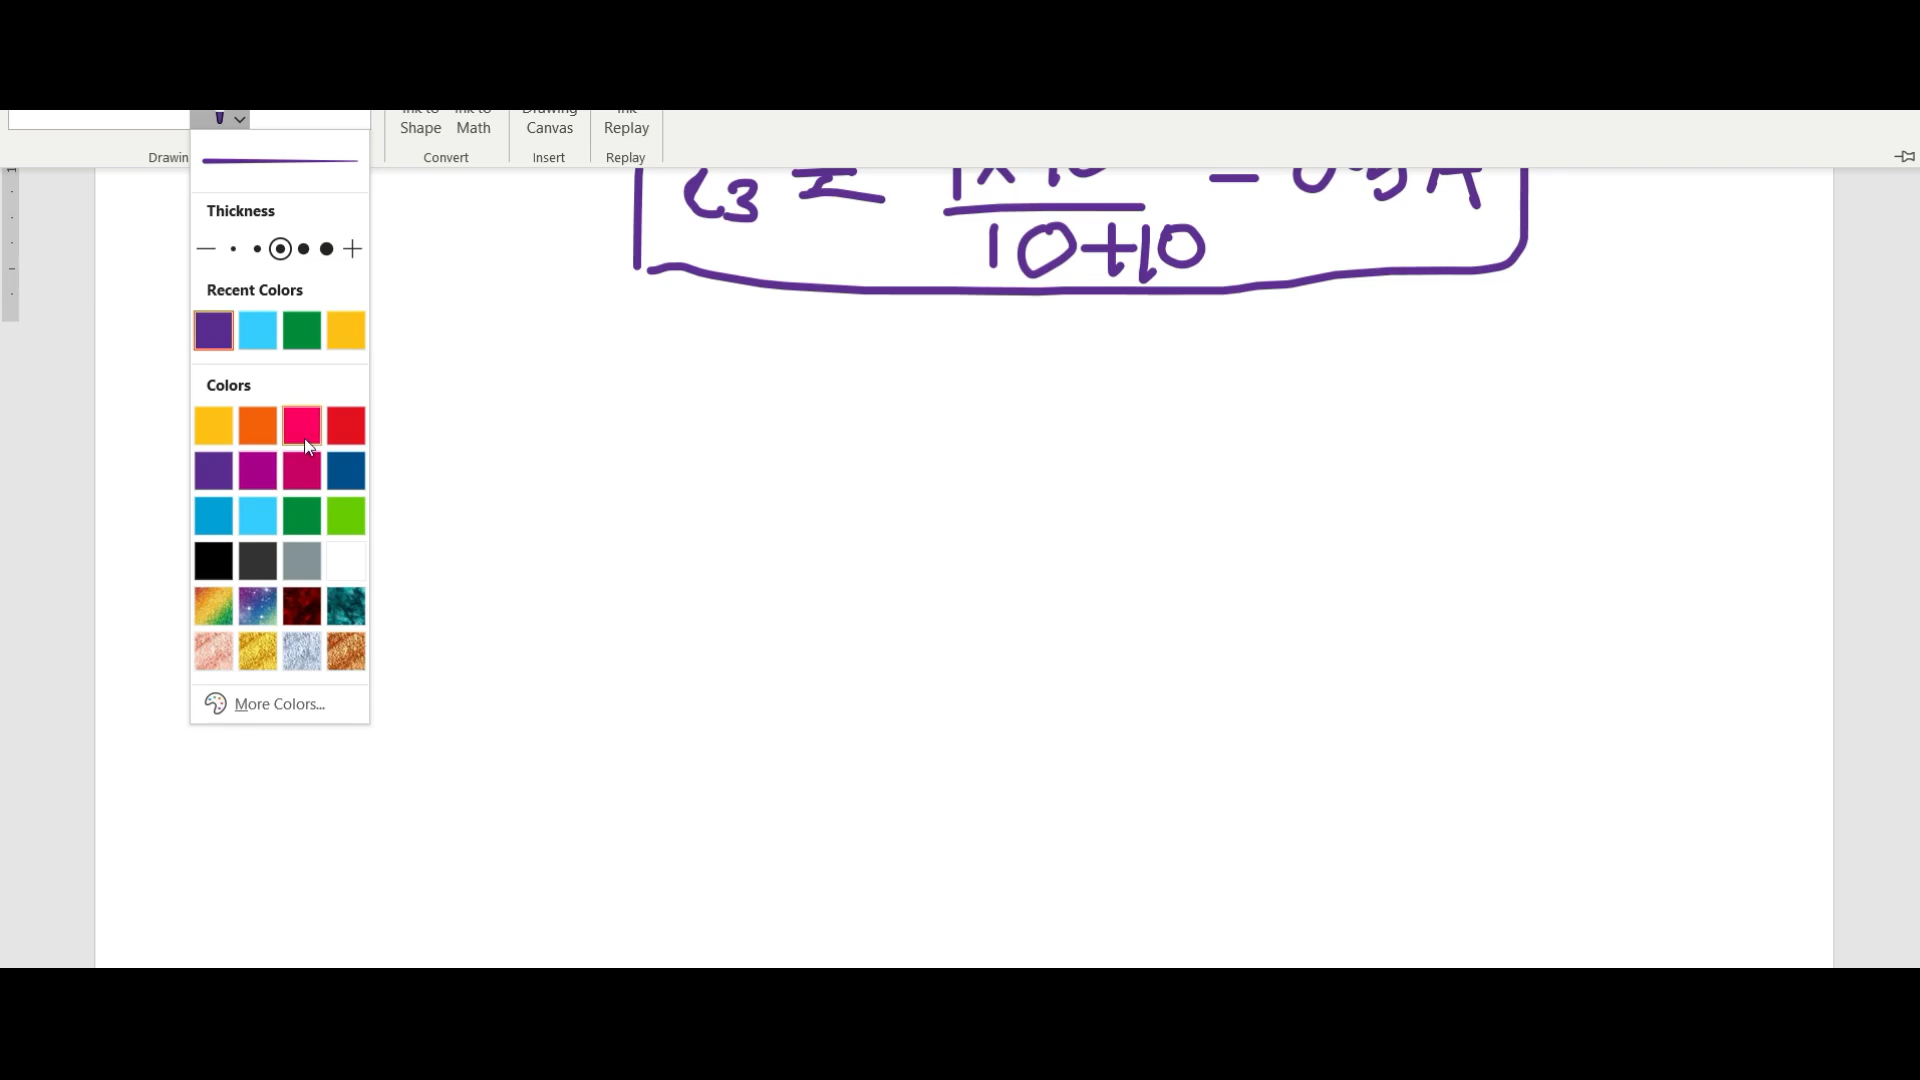 Shape Math Canvas Replay
Drawin Convert Insert Replay
Thickness
Recent Colors
Colors
More Colors...
10+10